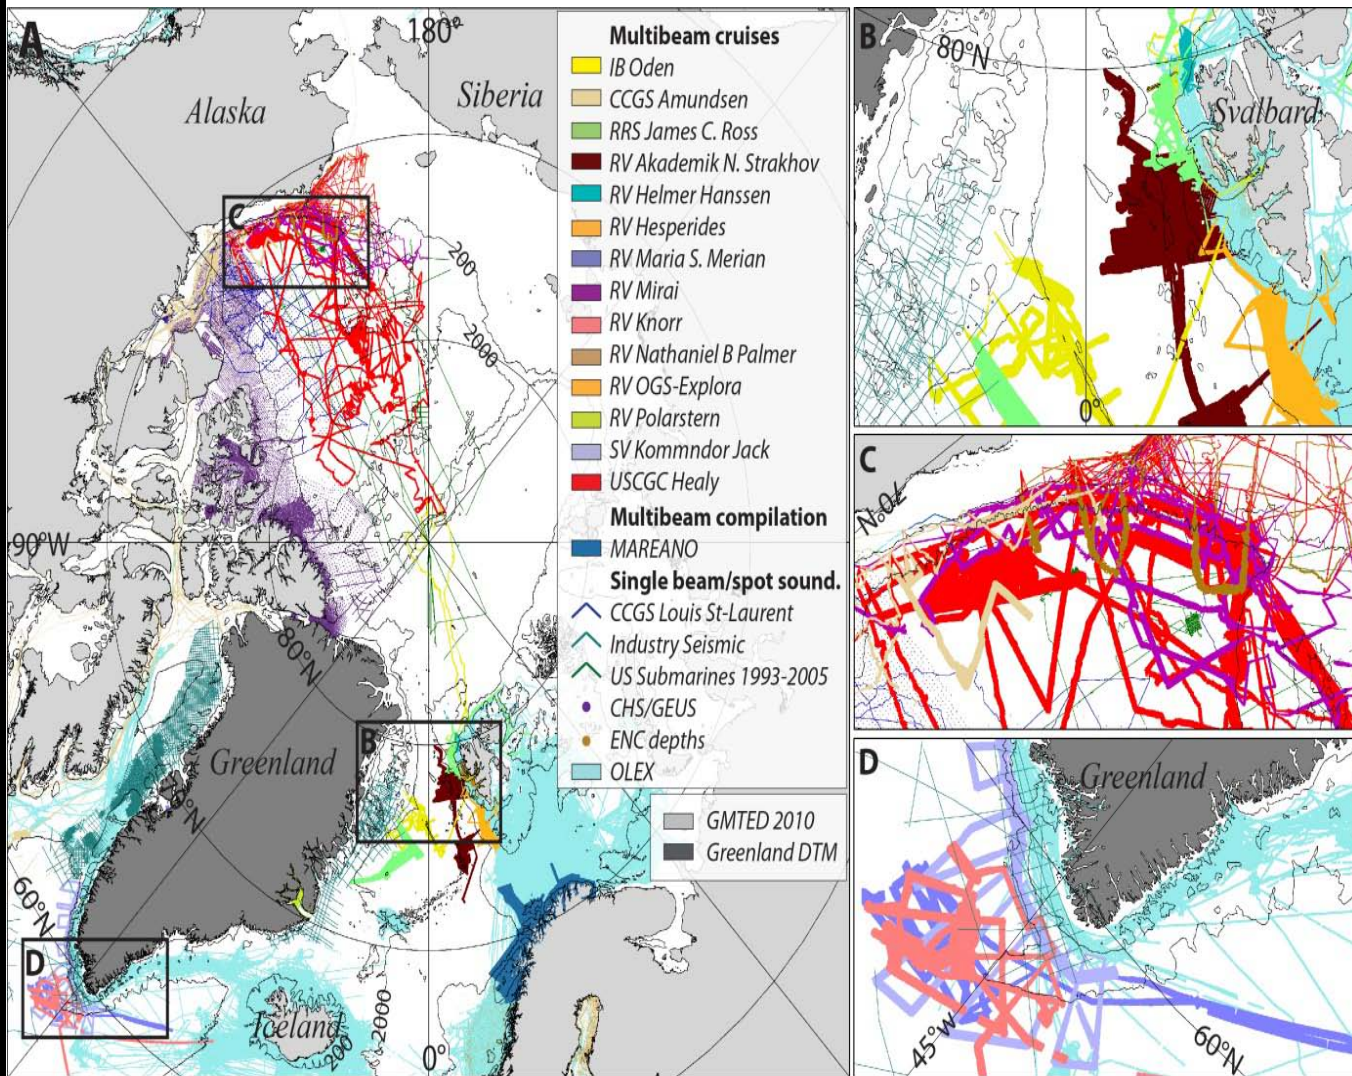 A
180°
Alaska
Siberia
C
200
2000
90°W
80°N
Greenland
B
70°N
60°N
D
Iceland
200
2000
0°
Multibeam cruises
IB Oden
CCGS Amundsen
RRS James C. Ross
RV Akademik N. Strakhov
RV Helmer Hanssen
RV Hesperides
RV Maria S. Merian
RV Mirai
RV Knorr
RV Nathaniel B Palmer
RV OGS-Explora
RV Polarstern
SV Kommndor Jack
USCGC Healy
Multibeam compilation
MAREANO
Single beam/spot sound.
CCGS Louis St-Laurent
Industry Seismic
US Submarines 1993-2005
CHS/GEUS
ENC depths
OLEX
GMTED 2010
Greenland DTM
B
80°N
Svalbard
0°
C
70°N
D
Greenland
45°W
60°N